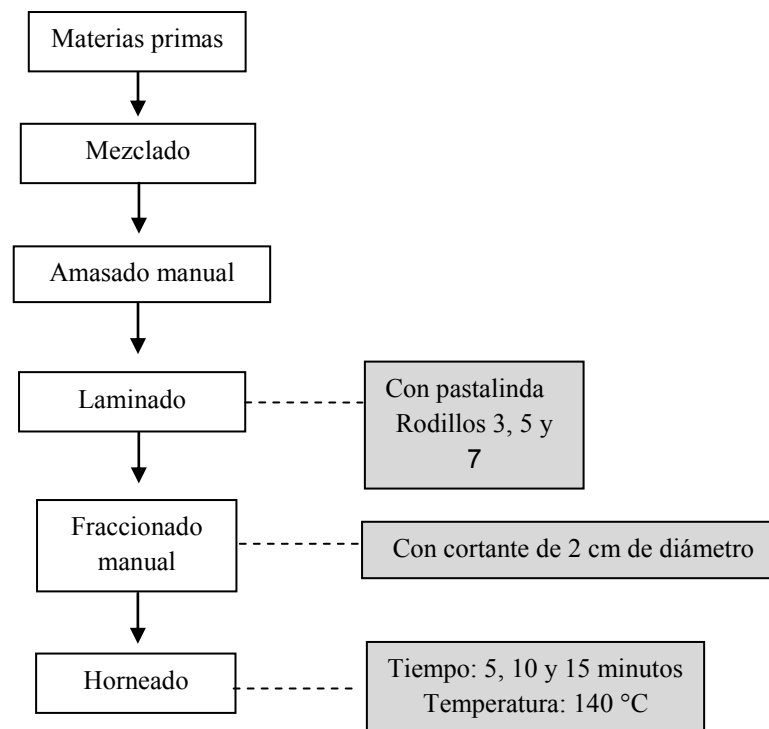 Materias primas
Mezclado
Amasado manual
Laminado
Con pastalinda
Rodillos 3, 5 y
7
Fraccionado
manual
Con cortante de 2 cm de diámetro
Horneado
Tiempo: 5, 10 y 15 minutos
Temperatura: 140 °C